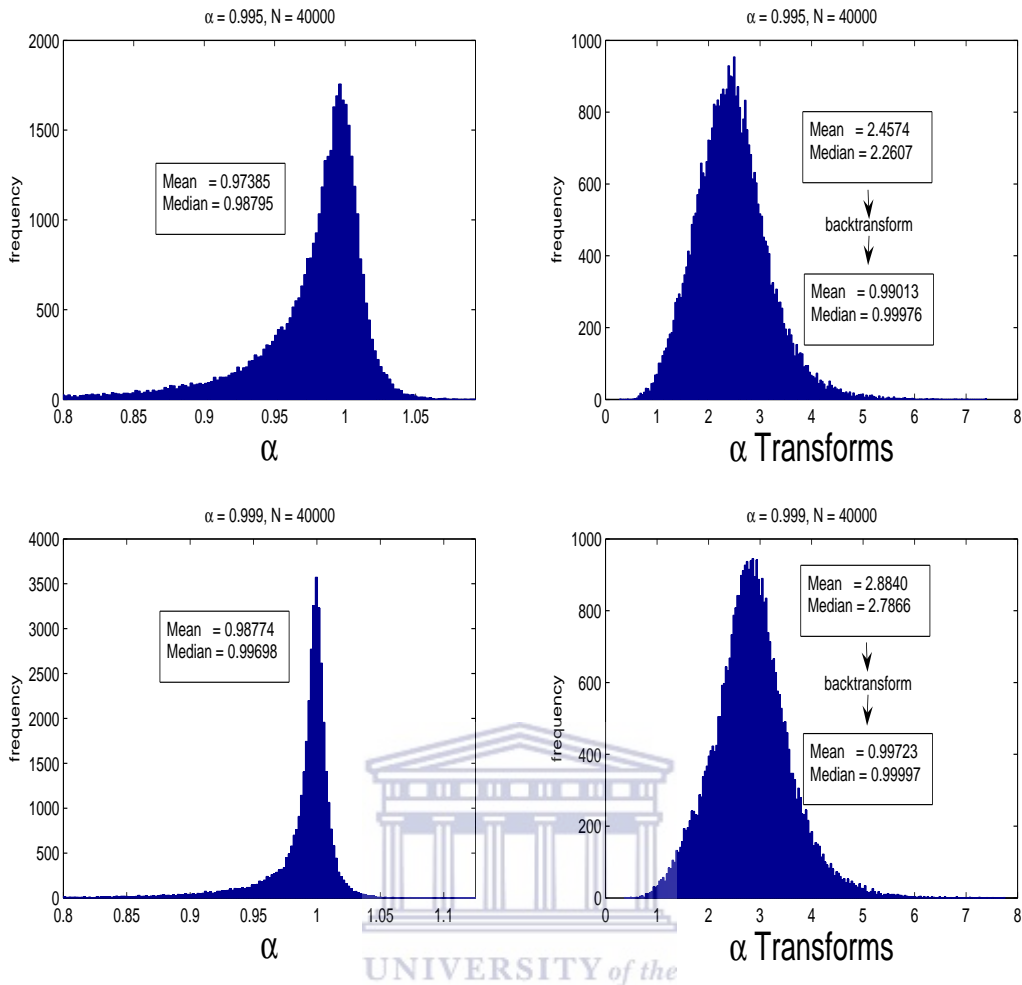 α = 0.995, N = 40000
2000
1500
1000
500
0
frequency
Mean = 0.97385
Median = 0.98795
0.8 0.85 0.9 0.95 1 1.05
α
α = 0.995, N = 40000
1000
800
600
400
200
0
frequency
Mean = 2.4574
Median = 2.2607
backtransform
Mean = 0.99013
Median = 0.99976
0 1 2 3 4 5 6 7 8
α Transforms
α = 0.999, N = 40000
4000
3500
3000
2500
2000
1500
1000
500
0
frequency
Mean = 0.98774
Median = 0.99698
0.8 0.85 0.9 0.95 1 1.05 1.1
α
α = 0.999, N = 40000
1000
800
600
400
200
0
frequency
Mean = 2.8840
Median = 2.7866
backtransform
Mean = 0.99723
Median = 0.99997
0 1 2 3 4 5 6 7 8
α Transforms
UNIVERSITY of the